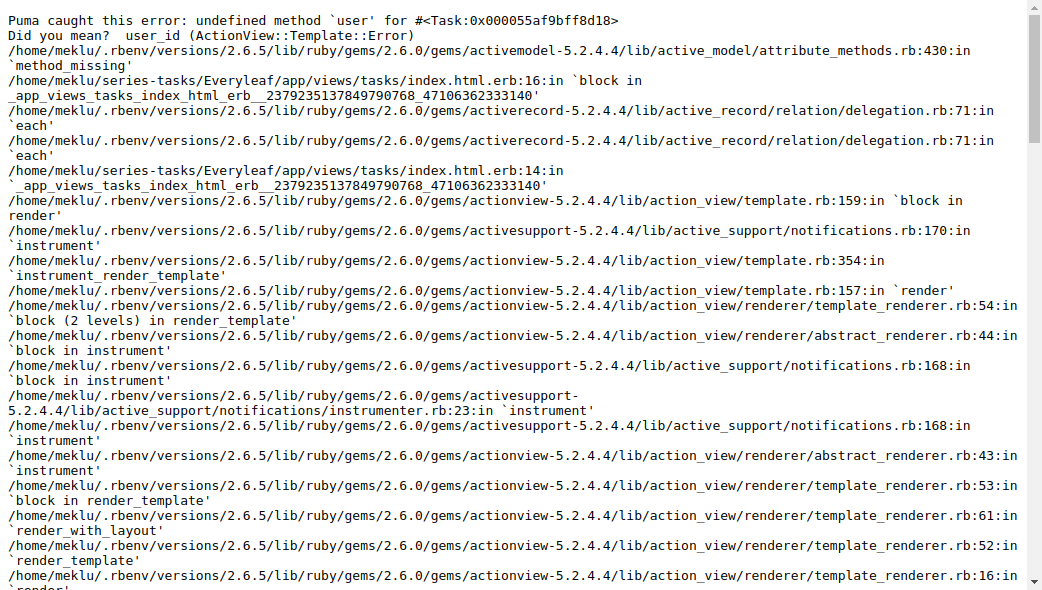 Puma caught this error: undefined method `user' for #<Task:0x000055af9bff8d18>
Did you mean?  user_id (ActionView::Template::Error)
/home/meklu/.rbenv/versions/2.6.5/lib/ruby/gems/2.6.0/gems/activemodel-5.2.4.4/lib/active_model/attribute_methods.rb:430:in
`method_missing'
/home/meklu/series-tasks/Everyleaf/app/views/tasks/index.html.erb:16:in `block in
_app_views_tasks_index_html_erb__2379235137849790768_47106362333140'
/home/meklu/.rbenv/versions/2.6.5/lib/ruby/gems/2.6.0/gems/activerecord-5.2.4.4/lib/active_record/relation/delegation.rb:71:in
`each'
/home/meklu/.rbenv/versions/2.6.5/lib/ruby/gems/2.6.0/gems/activerecord-5.2.4.4/lib/active_record/relation/delegation.rb:71:in
`each'
/home/meklu/series-tasks/Everyleaf/app/views/tasks/index.html.erb:14:in
`_app_views_tasks_index_html_erb__2379235137849790768_47106362333140'
/home/meklu/.rbenv/versions/2.6.5/lib/ruby/gems/2.6.0/gems/actionview-5.2.4.4/lib/action_view/template.rb:159:in `block in
render'
/home/meklu/.rbenv/versions/2.6.5/lib/ruby/gems/2.6.0/gems/activesupport-5.2.4.4/lib/active_support/notifications.rb:170:in
`instrument'
/home/meklu/.rbenv/versions/2.6.5/lib/ruby/gems/2.6.0/gems/actionview-5.2.4.4/lib/action_view/template.rb:354:in
`instrument_render_template'
/home/meklu/.rbenv/versions/2.6.5/lib/ruby/gems/2.6.0/gems/actionview-5.2.4.4/lib/action_view/template.rb:157:in `render'
/home/meklu/.rbenv/versions/2.6.5/lib/ruby/gems/2.6.0/gems/actionview-5.2.4.4/lib/action_view/renderer/template_renderer.rb:54:in
`block (2 levels) in render_template'
/home/meklu/.rbenv/versions/2.6.5/lib/ruby/gems/2.6.0/gems/actionview-5.2.4.4/lib/action_view/renderer/abstract_renderer.rb:44:in
`block in instrument'
/home/meklu/.rbenv/versions/2.6.5/lib/ruby/gems/2.6.0/gems/activesupport-5.2.4.4/lib/active_support/notifications.rb:168:in
`block in instrument'
/home/meklu/.rbenv/versions/2.6.5/lib/ruby/gems/2.6.0/gems/activesupport-
5.2.4.4/lib/active_support/notifications/instrumenter.rb:23:in `instrument'
/home/meklu/.rbenv/versions/2.6.5/lib/ruby/gems/2.6.0/gems/activesupport-5.2.4.4/lib/active_support/notifications.rb:168:in
`instrument'
/home/meklu/.rbenv/versions/2.6.5/lib/ruby/gems/2.6.0/gems/actionview-5.2.4.4/lib/action_view/renderer/abstract_renderer.rb:43:in
`instrument'
/home/meklu/.rbenv/versions/2.6.5/lib/ruby/gems/2.6.0/gems/actionview-5.2.4.4/lib/action_view/renderer/template_renderer.rb:53:in
`block in render_template'
/home/meklu/.rbenv/versions/2.6.5/lib/ruby/gems/2.6.0/gems/actionview-5.2.4.4/lib/action_view/renderer/template_renderer.rb:61:in
`render_with_layout'
/home/meklu/.rbenv/versions/2.6.5/lib/ruby/gems/2.6.0/gems/actionview-5.2.4.4/lib/action_view/renderer/template_renderer.rb:52:in
`render_template'
/home/meklu/.rbenv/versions/2.6.5/lib/ruby/gems/2.6.0/gems/actionview-5.2.4.4/lib/action_view/renderer/template_renderer.rb:16:in
`render'